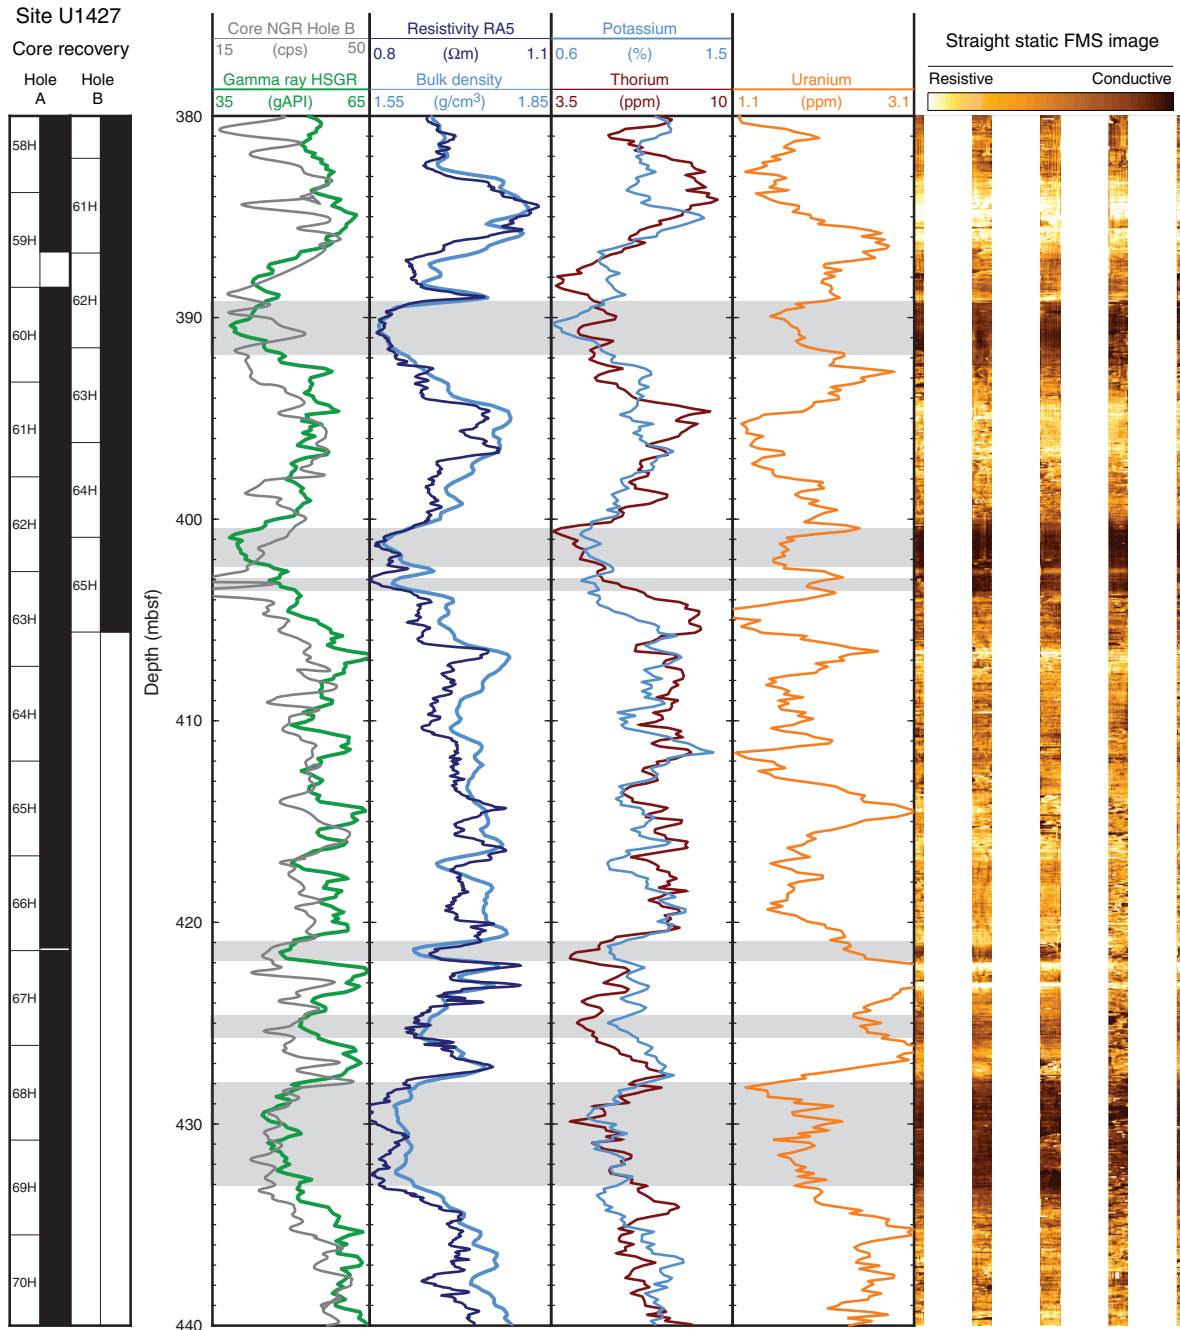 Site U1427
Core recovery
Hole A
Hole B
Core NGR Hole B
15 (cps) 50
Gamma ray HSGR
35 (gAPI) 65
Resistivity RA5
0.8 (Ωm) 1.1
Bulk density
1.55 (g/cm³) 1.85
Potassium
0.6 (%) 1.5
Thorium
3.5 (ppm) 10
Uranium
1.1 (ppm) 3.1
Straight static FMS image
Resistive Conductive
58H
59H
60H
61H
62H
63H
64H
65H
66H
67H
68H
69H
70H
61H
62H
63H
64H
65H
Depth (mbsf)
380
390
400
410
420
430
440